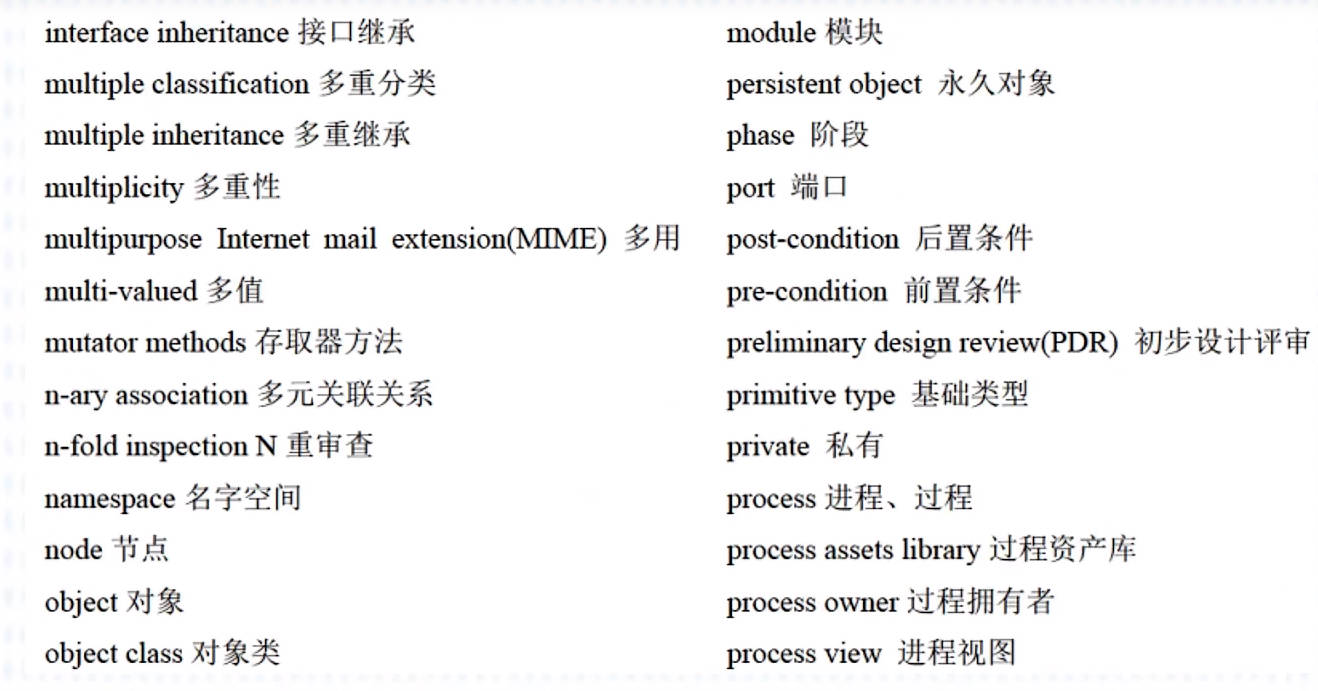 interface inheritance 接口继承
multiple classification 多重分类
multiple inheritance 多重继承
multiplicity 多重性
multipurpose Internet mail extension(MIME) 多用
multi-valued 多值
mutator methods 存取器方法
n-ary association 多元关联关系
n-fold inspection N 重审查
namespace 名字空间
node 节点
object 对象
object class 对象类
module 模块
persistent object 永久对象
phase 阶段
port 端口
post-condition 后置条件
pre-condition 前置条件
preliminary design review(PDR) 初步设计评审
primitive type 基础类型
private 私有
process 进程、过程
process assets library 过程资产库
process owner 过程拥有者
process view 进程视图